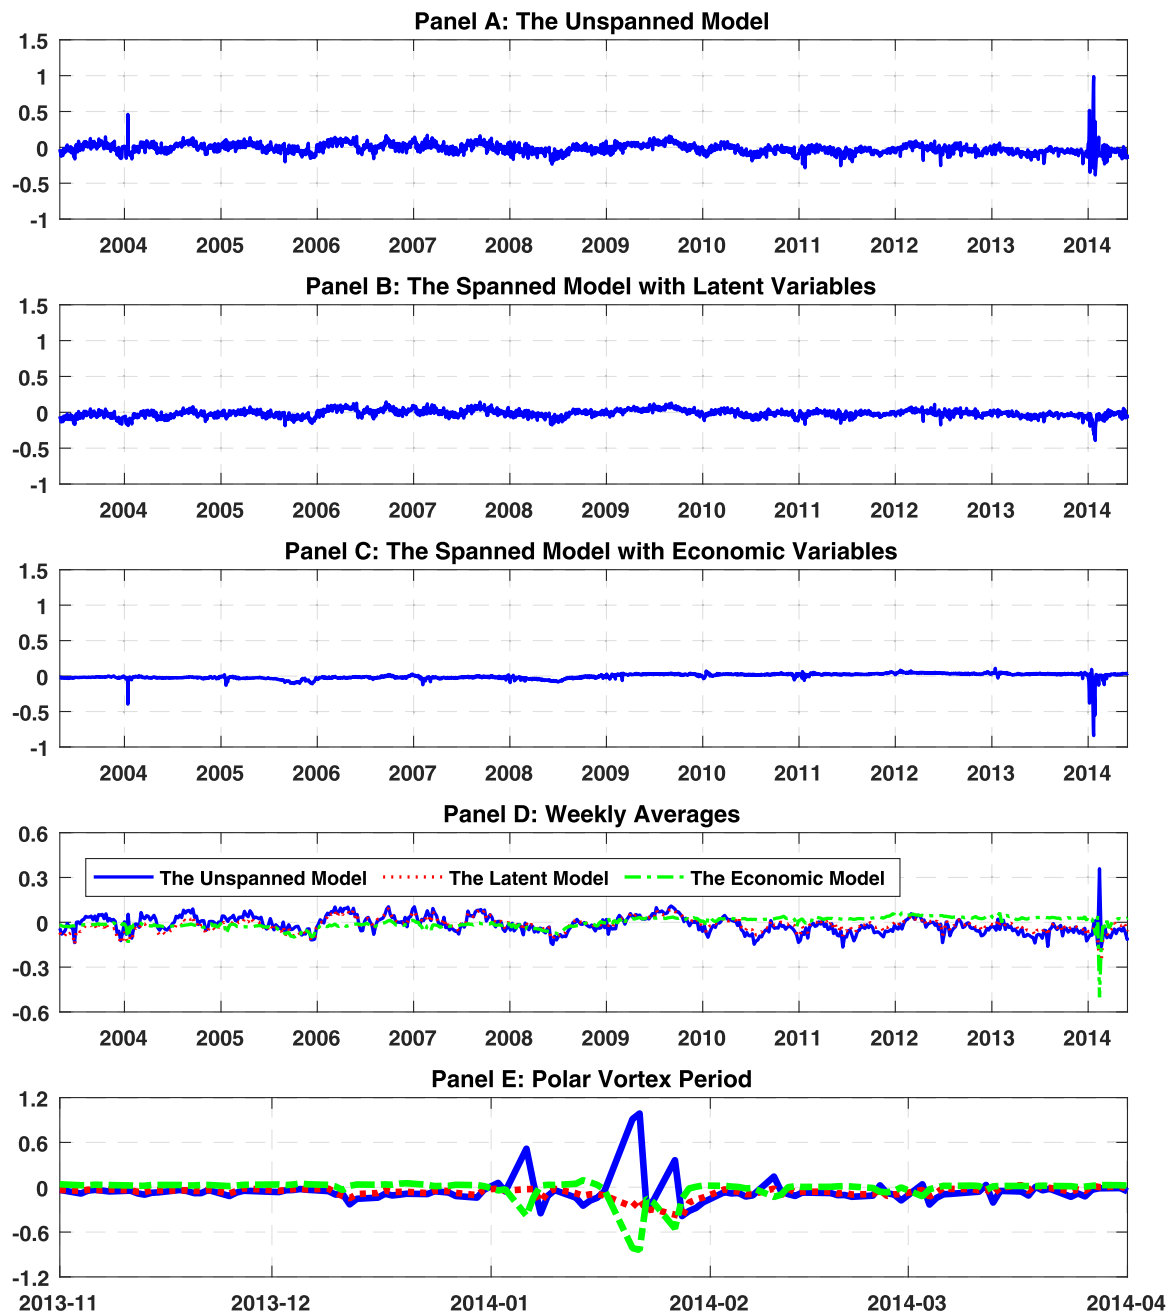 Panel A: The Unspanned Model
1.5
1
0.5
0
-0.5
-1
2004 2005 2006 2007 2008 2009 2010 2011 2012 2013 2014
Panel B: The Spanned Model with Latent Variables
1.5
1
0.5
0
-0.5
-1
2004 2005 2006 2007 2008 2009 2010 2011 2012 2013 2014
Panel C: The Spanned Model with Economic Variables
1.5
1
0.5
0
-0.5
-1
2004 2005 2006 2007 2008 2009 2010 2011 2012 2013 2014
Panel D: Weekly Averages
0.6
0.3
The Unspanned Model The Latent Model The Economic Model
0
-0.3
-0.6
2004 2005 2006 2007 2008 2009 2010 2011 2012 2013 2014
Panel E: Polar Vortex Period
1.2
0.6
0
-0.6
-1.2
2013-11 2013-12 2014-01 2014-02 2014-03 2014-04